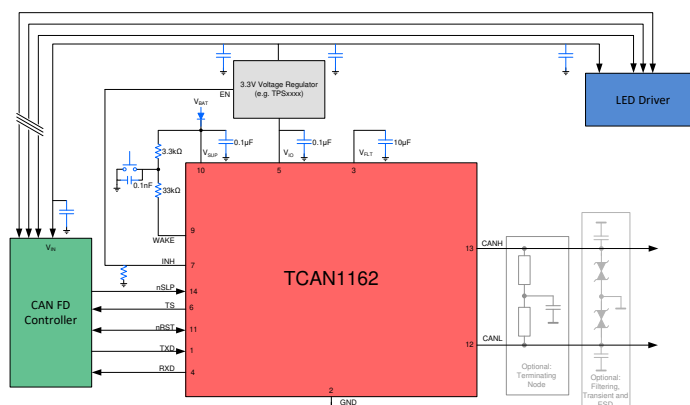 3.3V Voltage Regulator
(e.g. TPSxxxx)
EN
LED Driver
VBAT
3.3kΩ
0.1µF
0.1µF
10µF
VSUP
VIO
VFLT
10
5
3
0.1nF
33kΩ
9
WAKE
VIN
INH
7
13
CANH
TCAN1162
CAN FD
Controller
nSLP
14
TS
6
nRST
11
12
CANL
TXD
1
RXD
4
Optional:
Terminating
Node
Optional:
Filtering,
Transient and
ESD
2
GND